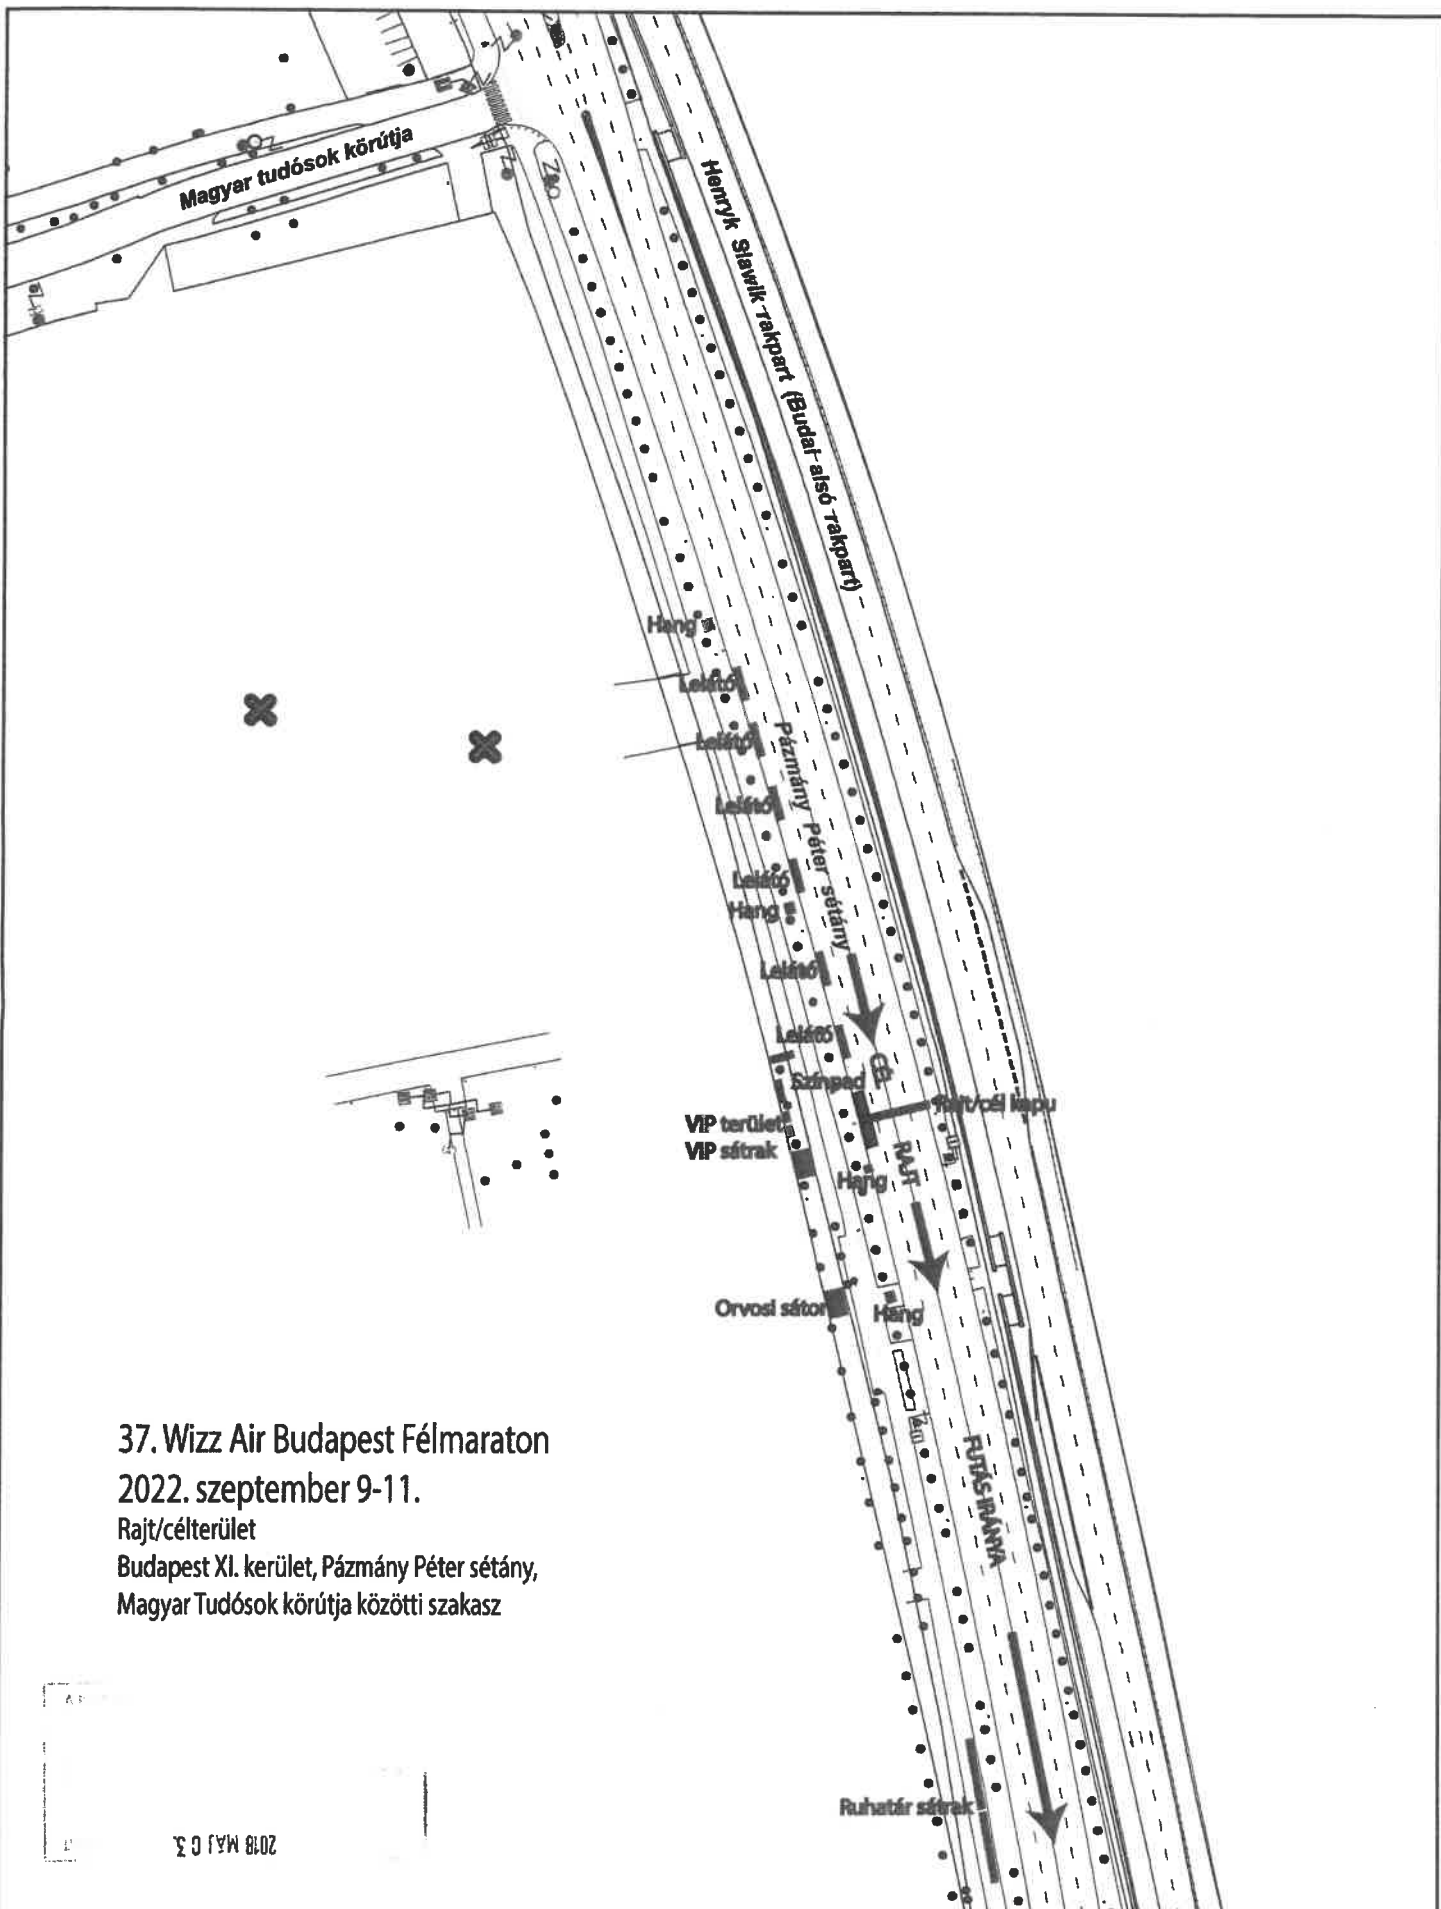 Magyar tudósok körútja
Henryk Slawik rakpart (Budai alsó rakpart)
Hang
Lelátó
Lelátó
Pázmány Péter sétány
Lelátó
Lelátó
Hang
Lelátó
Lelátó
CÉL
Színpad
Rajt/cél kapu
VIP terület
VIP sátrak
RAJT
Hang
Orvosi sátor
Hang
FUTÁS IRÁNYA
37. Wizz Air Budapest Félmaraton
2022. szeptember 9-11.
Rajt/célterület
Budapest XI. kerület, Pázmány Péter sétány,
Magyar Tudósok körútja közötti szakasz
Ruhatár sátrak
2018 MÁJ 0 3.